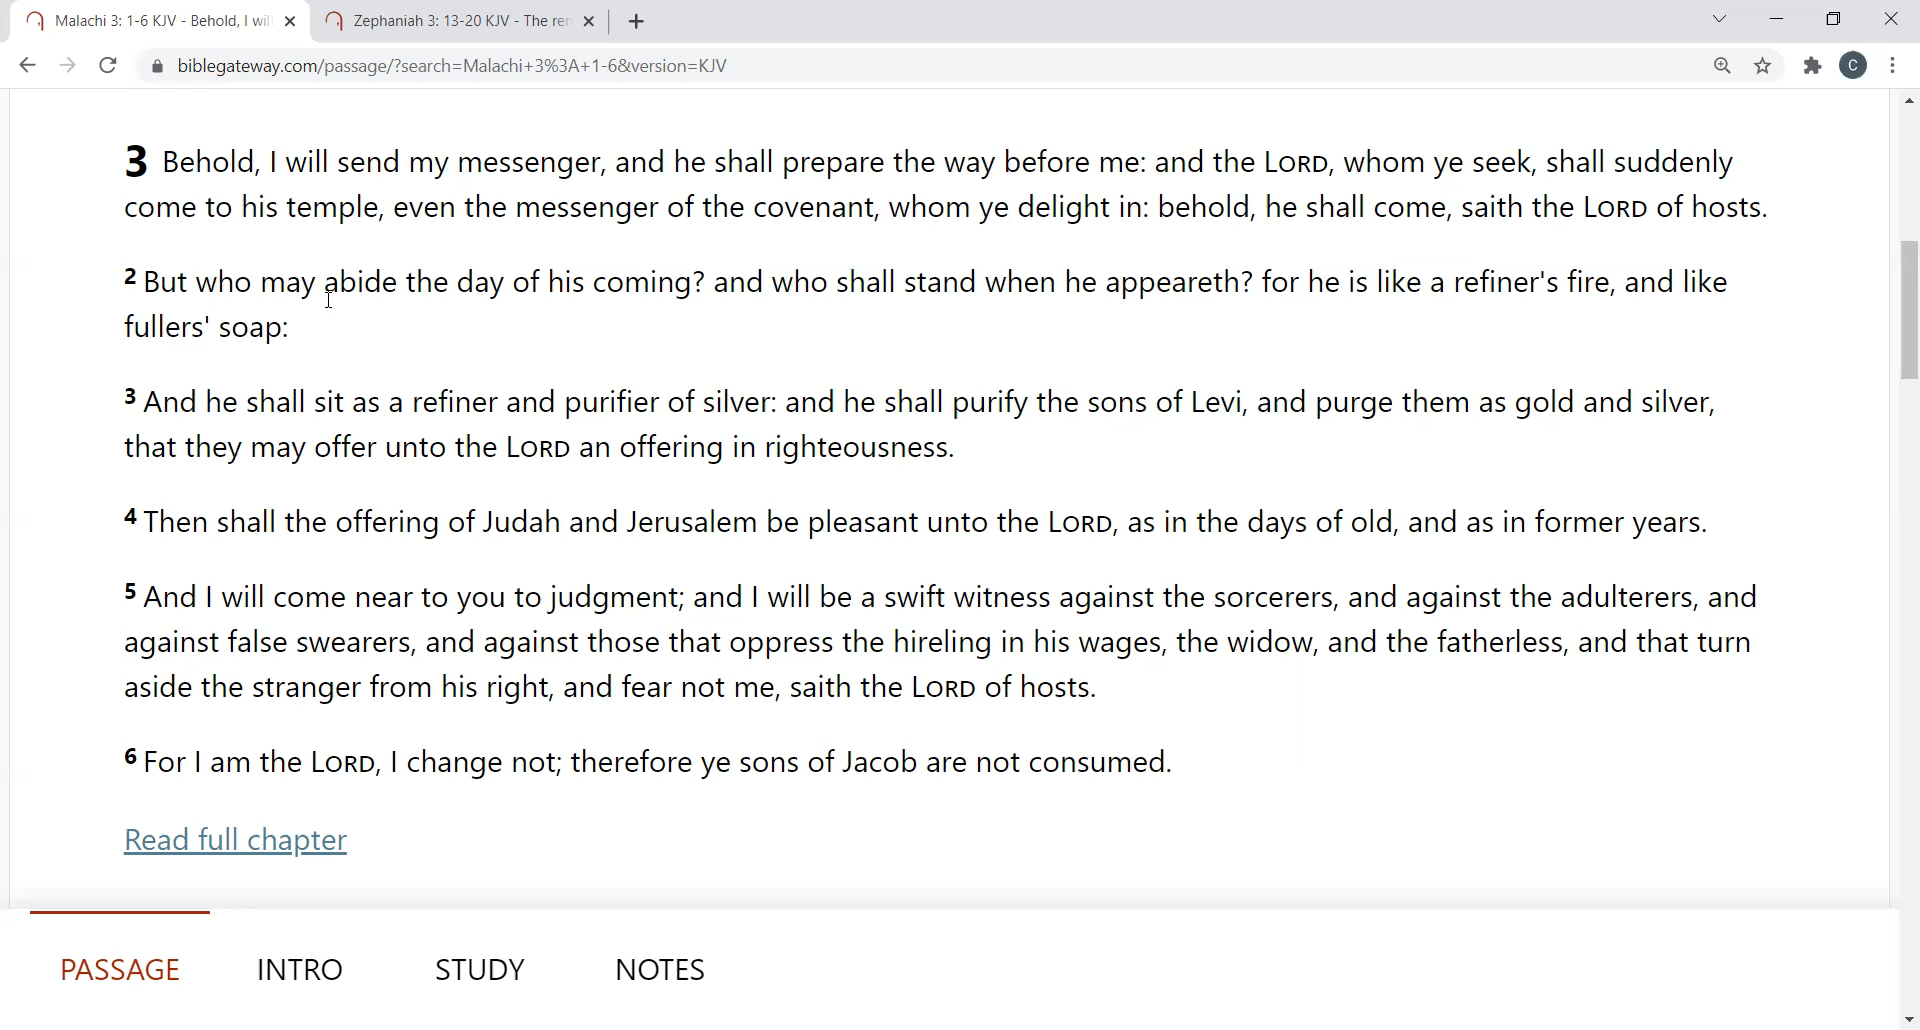 Malachi 3: 1-6 KJV - Behold, I wil
Zephaniah 3: 13-20 KJV - The ren
biblegateway.com/passage/?search=Malachi+3%3A+1-6&version=KJV
C
3 Behold, I will send my messenger, and he shall prepare the way before me: and the LORD, whom ye seek, shall suddenly
come to his temple, even the messenger of the covenant, whom ye delight in: behold, he shall come, saith the LORD of hosts.
2 But who may abide the day of his coming? and who shall stand when he appeareth? for he is like a refiner's fire, and like
fullers' soap:
3 And he shall sit as a refiner and purifier of silver: and he shall purify the sons of Levi, and purge them as gold and silver,
that they may offer unto the LORD an offering in righteousness.
4 Then shall the offering of Judah and Jerusalem be pleasant unto the LORD, as in the days of old, and as in former years.
5 And I will come near to you to judgment; and I will be a swift witness against the sorcerers, and against the adulterers, and
against false swearers, and against those that oppress the hireling in his wages, the widow, and the fatherless, and that turn
aside the stranger from his right, and fear not me, saith the LORD of hosts.
6 For I am the LORD, I change not; therefore ye sons of Jacob are not consumed.
Read full chapter
PASSAGE INTRO STUDY NOTES